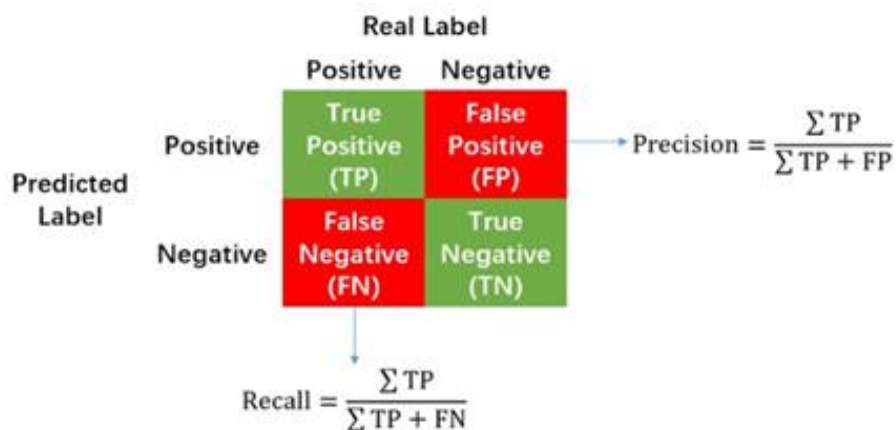 Real Label
Positive Negative
Predicted
Label
Positive
True
Positive
(TP)
False
Positive
(FP)
Precision = ∑ TP / ∑ TP + FP
Negative
False
Negative
(FN)
True
Negative
(TN)
Recall = ∑ TP / ∑ TP + FN